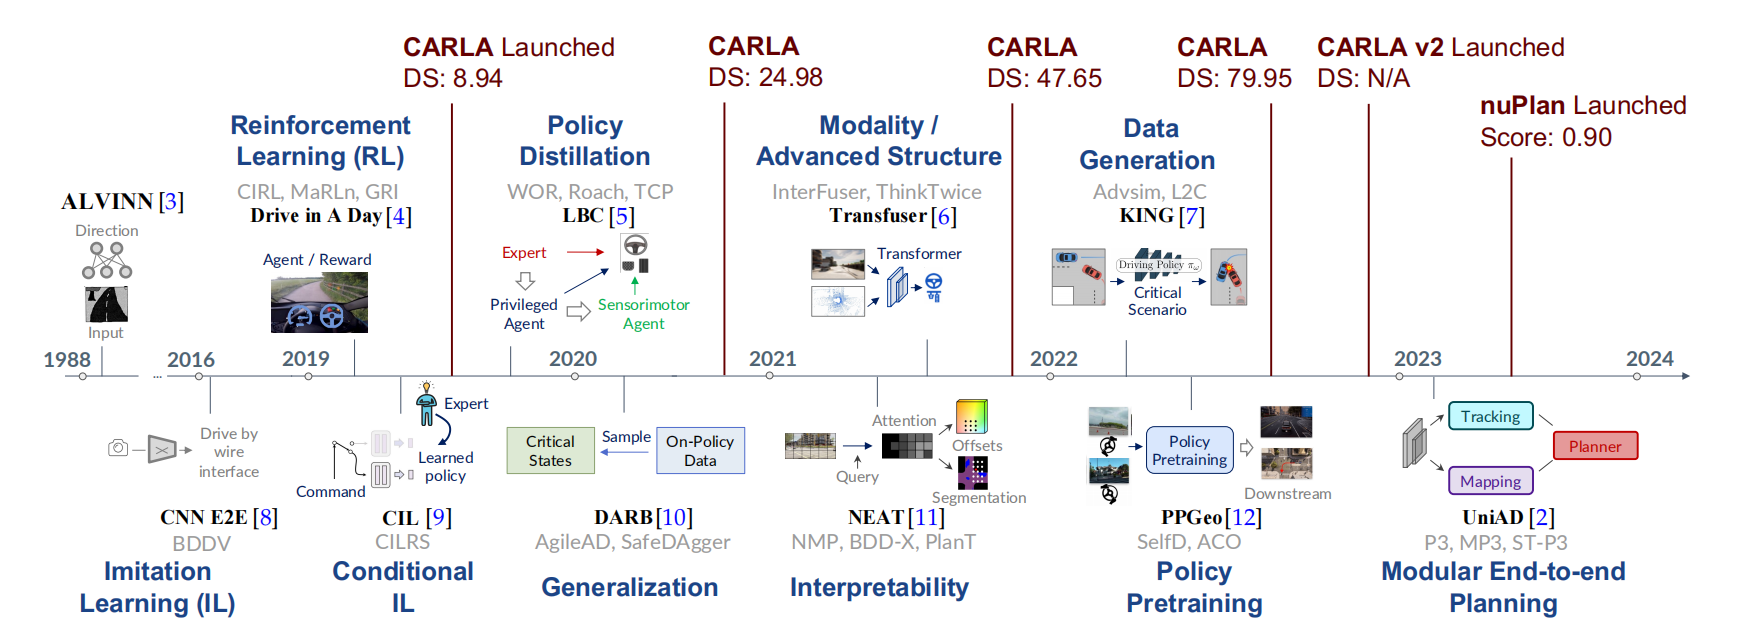 CARLA Launched
DS: 8.94
CARLA
DS: 24.98
CARLA
DS: 47.65
CARLA
DS: 79.95
CARLA v2 Launched
DS: N/A
nuPlan Launched
Score: 0.90
ALVINN [3]
Direction
Input
Reinforcement
Learning (RL)
CIRL, MaRLn, GRI
Drive in A Day[4]
Agent / Reward
Policy
Distillation
WOR, Roach, TCP
LBC [5]
Expert
Privileged
Agent
Sensorimotor
Agent
Modality /
Advanced Structure
InterFuser, ThinkTwice
Transfuser [6]
Transformer
Data
Generation
Advsim, L2C
KING [7]
Driving Policy πω
Critical
Scenario
1988
...
2016
2019
2020
2021
2022
2023
2024
Drive by
wire
interface
CNN E2E [8]
BDDV
Imitation
Learning (IL)
Expert
Learned
policy
Command
CIL [9]
CILRS
Conditional
IL
Critical
States
Sample
On-Policy
Data
DARB[10]
AgileAD, SafeDAgger
Generalization
Attention
Query
Offsets
Segmentation
NEAT[11]
NMP, BDD-X, PlanT
Interpretability
Policy
Pretraining
Downstream
PPGeo[12]
SelfD, ACO
Policy
Pretraining
Tracking
Mapping
Planner
UniAD [2]
P3, MP3, ST-P3
Modular End-to-end
Planning